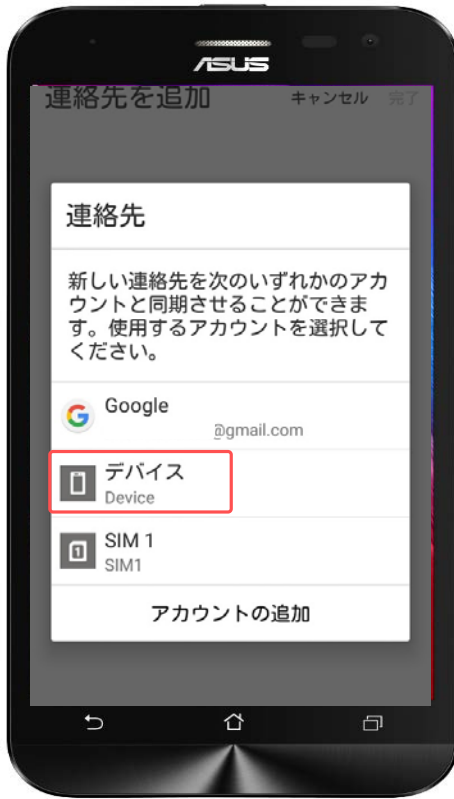 ASUS
連絡先を追加 キャンセル 完了
連絡先
新しい連絡先を次のいずれかのアカ
ウントと同期させることができま
す。使用するアカウントを選択して
ください。
Google
@gmail.com
デバイス
Device
SIM 1
SIM1
アカウントの追加